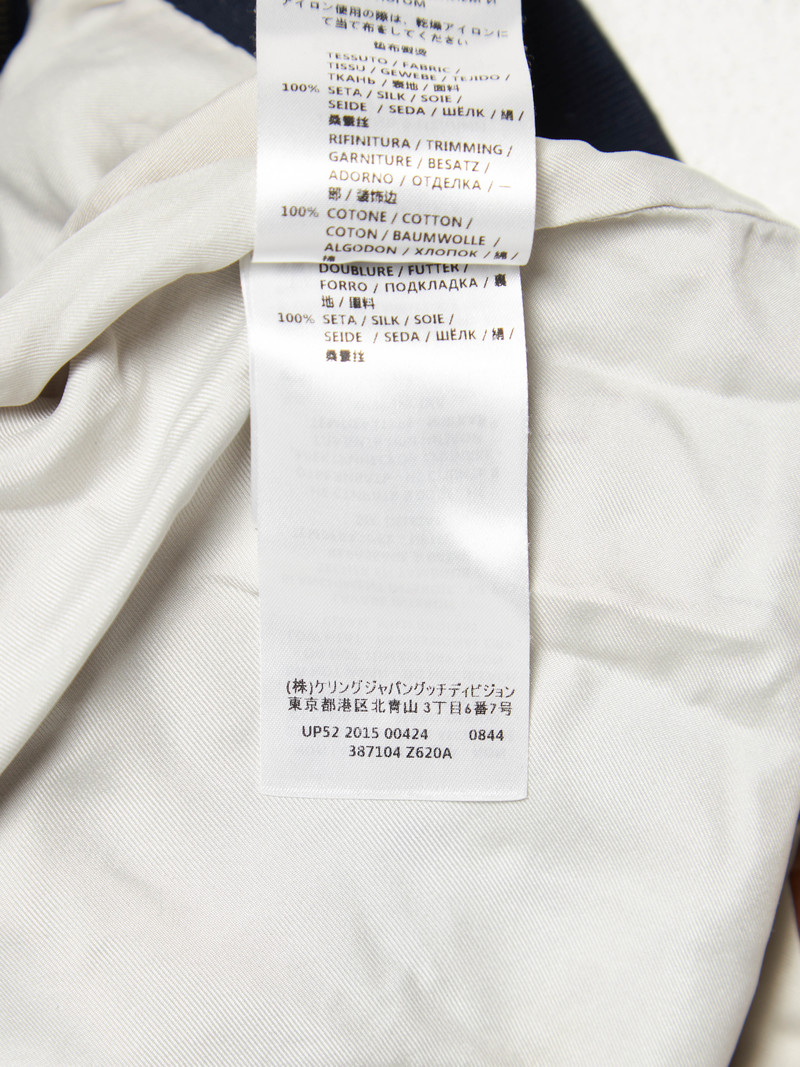 アイロン使用の際は、乾燥アイロンに
て当て布をしてください
垫布熨烫
TESSUTO / FABRIC /
TISSU / GEWEBE / TEJIDO /
ТКАНЬ / 表地 / 面料
100% SETA / SILK / SOIE /
SEIDE / SEDA / ШЁЛК / 絹 /
桑蚕丝
RIFINITURA / TRIMMING /
GARNITURE / BESATZ /
ADORNO / ОТДЕЛКА / 一
部 / 装饰边
100% COTONE / COTTON /
COTON / BAUMWOLLE /
ALGODON / ХЛОПОК / 綿 /
DOUBLURE / FUTTER /
FORRO / ПОДКЛАДКА / 裏
地 / 里料
100% SETA / SILK / SOIE /
SEIDE / SEDA / ШЁЛК / 絹 /
桑蚕丝
(株)ケリングジャパングッチディビジョン
東京都港区北青山 3丁目6番7号
UP52 2015 00424 0844
387104 Z620A